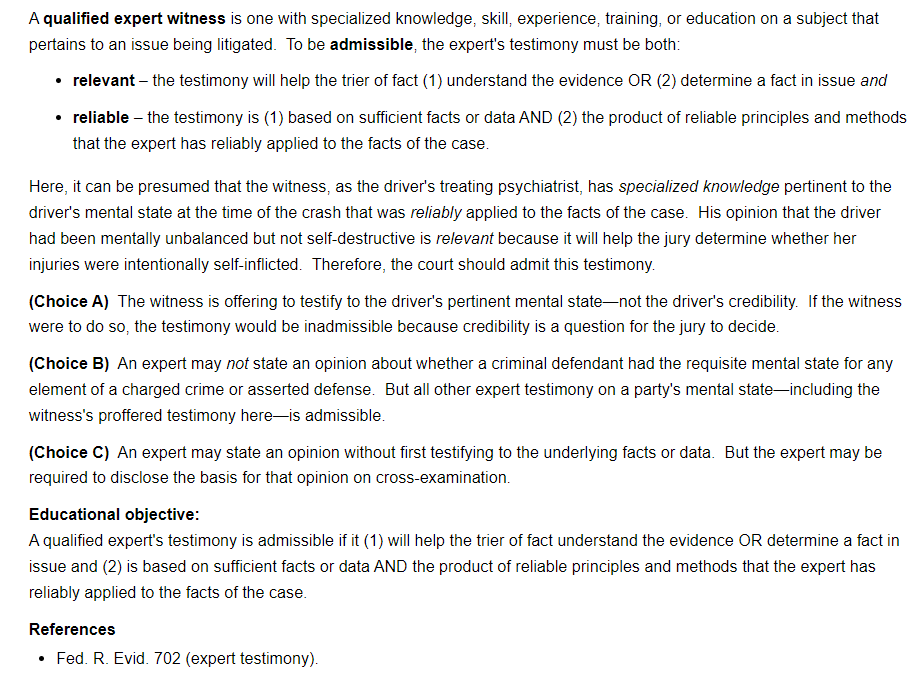 A qualified expert witness is one with specialized knowledge, skill, experience, training, or education on a subject that
pertains to an issue being litigated. To be admissible, the expert's testimony must be both:
• relevant – the testimony will help the trier of fact (1) understand the evidence OR (2) determine a fact in issue and
• reliable – the testimony is (1) based on sufficient facts or data AND (2) the product of reliable principles and methods
that the expert has reliably applied to the facts of the case.
Here, it can be presumed that the witness, as the driver's treating psychiatrist, has specialized knowledge pertinent to the
driver's mental state at the time of the crash that was reliably applied to the facts of the case. His opinion that the driver
had been mentally unbalanced but not self-destructive is relevant because it will help the jury determine whether her
injuries were intentionally self-inflicted. Therefore, the court should admit this testimony.
(Choice A) The witness is offering to testify to the driver's pertinent mental state—not the driver's credibility. If the witness
were to do so, the testimony would be inadmissible because credibility is a question for the jury to decide.
(Choice B) An expert may not state an opinion about whether a criminal defendant had the requisite mental state for any
element of a charged crime or asserted defense. But all other expert testimony on a party's mental state—including the
witness's proffered testimony here—is admissible.
(Choice C) An expert may state an opinion without first testifying to the underlying facts or data. But the expert may be
required to disclose the basis for that opinion on cross-examination.
Educational objective:
A qualified expert's testimony is admissible if it (1) will help the trier of fact understand the evidence OR determine a fact in
issue and (2) is based on sufficient facts or data AND the product of reliable principles and methods that the expert has
reliably applied to the facts of the case.
References
• Fed. R. Evid. 702 (expert testimony).